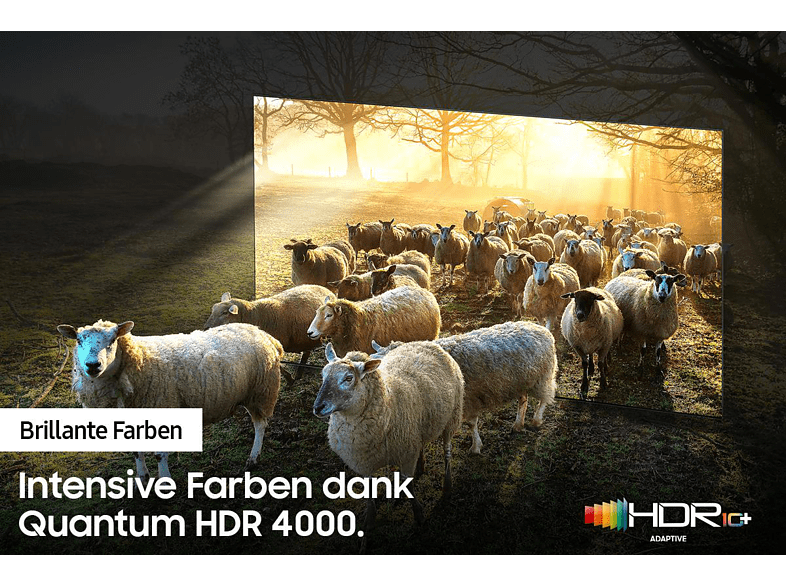 Brillante Farben
Intensive Farben dank
Quantum HDR 4000.
HDR10+
ADAPTIVE